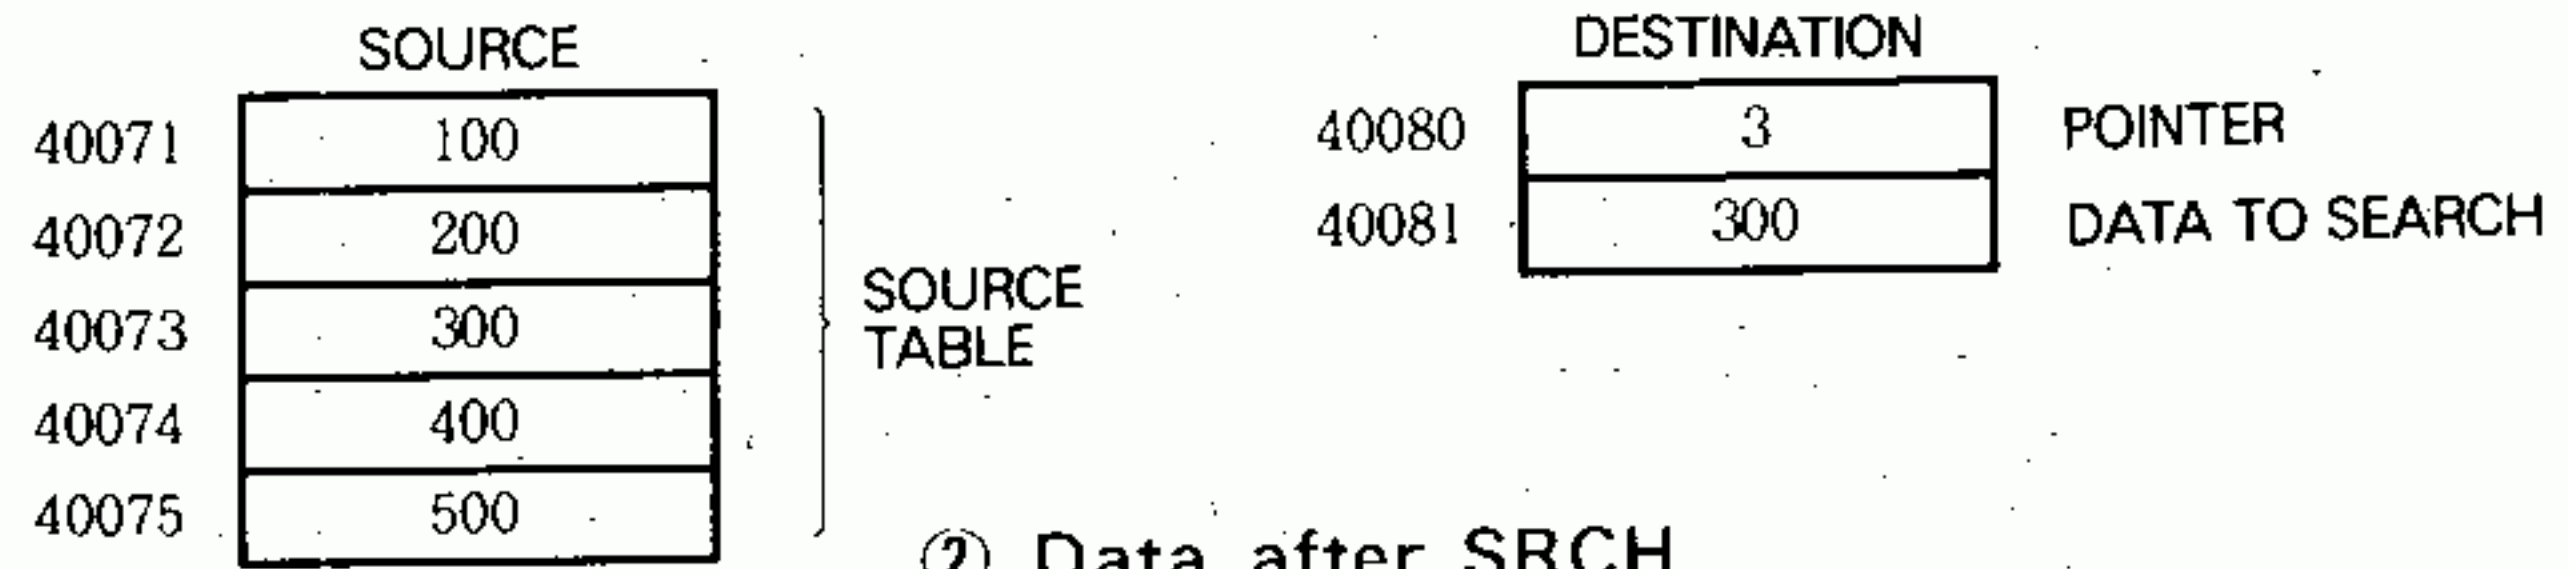 SOURCE
40071 100
40072 200
40073 300
40074 400
40075 500
SOURCE
TABLE
DESTINATION
40080 3 POINTER
40081 300 DATA TO SEARCH
② Data after SRCH